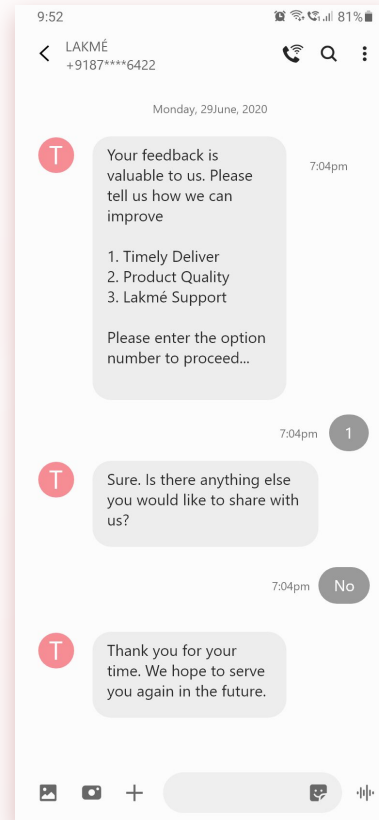 9:52 81%
LAKMÉ
+9187****6422
Monday, 29June, 2020
T
Your feedback is
valuable to us. Please
tell us how we can
improve
7:04pm
1. Timely Deliver
2. Product Quality
3. Lakmé Support
Please enter the option
number to proceed...
7:04pm 1
T
Sure. Is there anything else
you would like to share with
us?
7:04pm No
T
Thank you for your
time. We hope to serve
you again in the future.